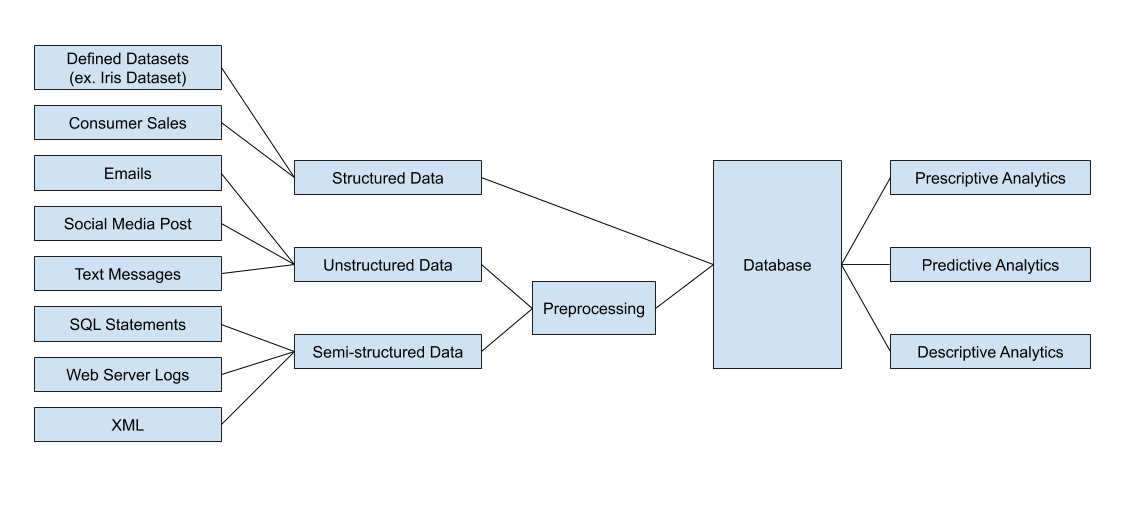 Defined Datasets
(ex. Iris Dataset)
Consumer Sales
Emails
Social Media Post
Text Messages
SQL Statements
Web Server Logs
XML
Structured Data
Unstructured Data
Semi-structured Data
Preprocessing
Database
Prescriptive Analytics
Predictive Analytics
Descriptive Analytics